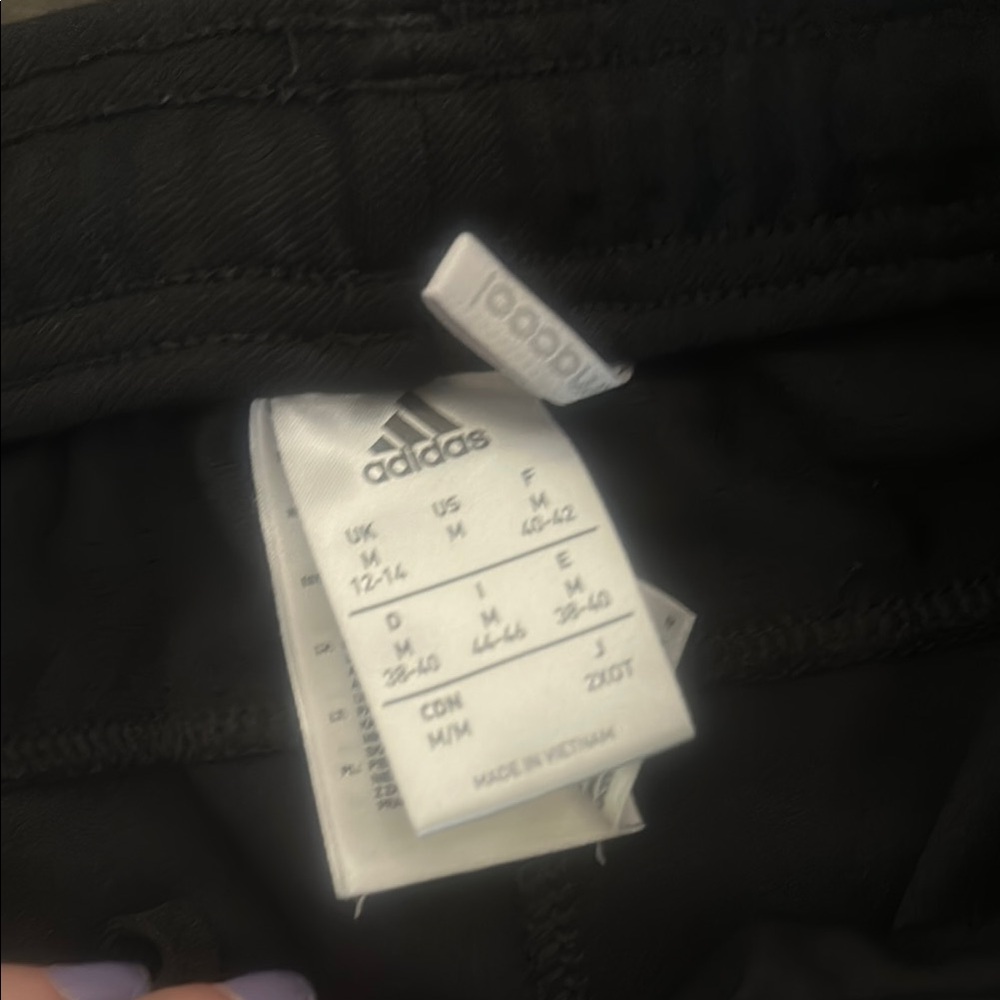 adidas
UK US F
M M M
12-14 40-42
D I E
M M M
38-40 44-46 38-40
CDN J
M/M 2XOT
MADE IN VIETNAM